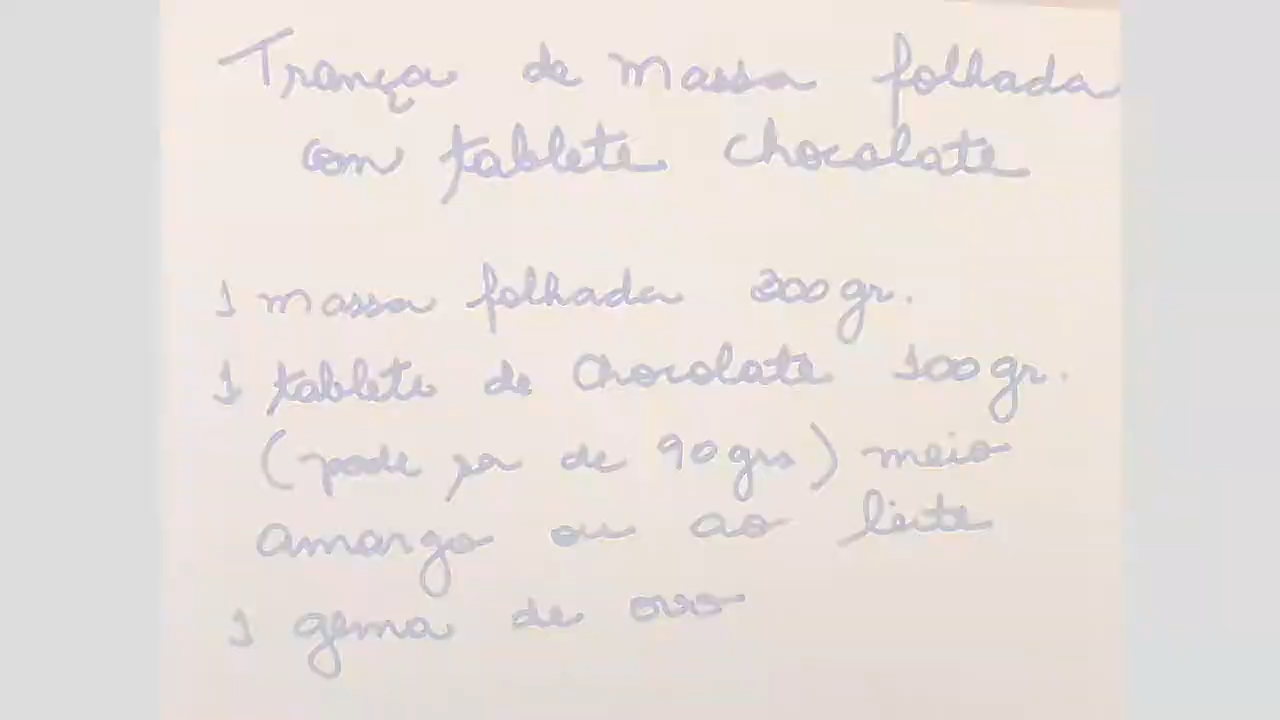 Trança de massa folhada
com tablete chocolate
1 massa folhada 300 gr.
1 tablete de chocolate 100 gr.
(pode ser de 90 grs) meio
amargo ou ao leite
1 gema de ovo